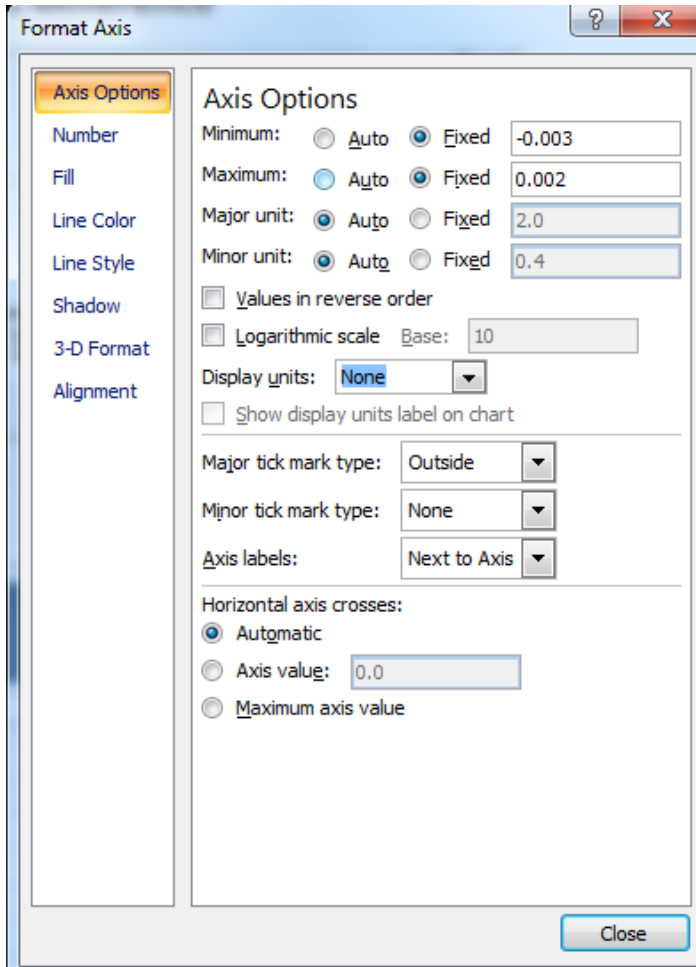 Format Axis
?
Axis Options
Number
Fill
Line Color
Line Style
Shadow
3-D Format
Alignment
Axis Options
Minimum: Auto Fixed -0.003
Maximum: Auto Fixed 0.002
Major unit: Auto Fixed 2.0
Minor unit: Auto Fixed 0.4
Values in reverse order
Logarithmic scale Base: 10
Display units: None
Show display units label on chart
Major tick mark type: Outside
Minor tick mark type: None
Axis labels: Next to Axis
Horizontal axis crosses:
Automatic
Axis value: 0.0
Maximum axis value
Close